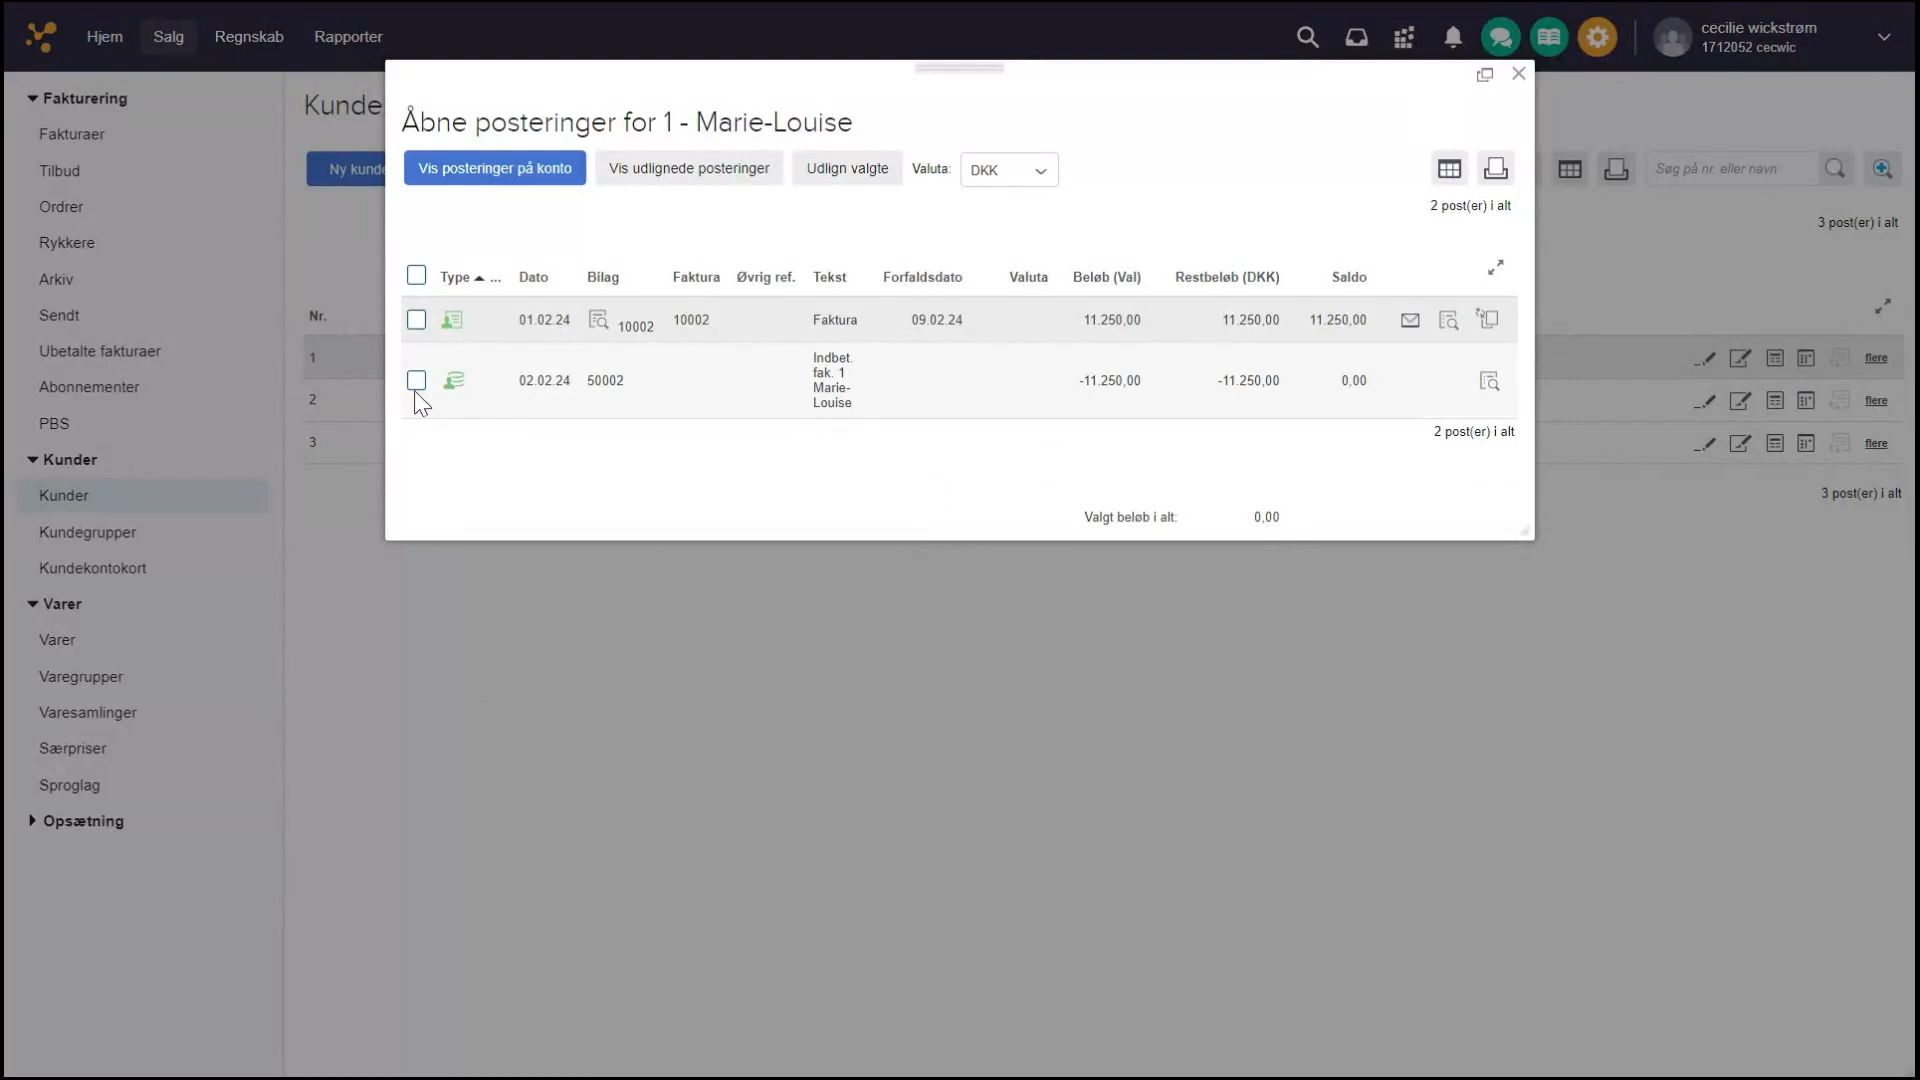 Hjem Salg Regnskab Rapporter
cecilie wickstrøm
1712052 cecwic
Fakturering
Fakturaer
Tilbud
Ordrer
Rykkere
Arkiv
Sendt
Ubetalte fakturaer
Abonnementer
PBS
Kunder
Kunder
Kundegrupper
Kundekontokort
Varer
Varer
Varegrupper
Varesamlinger
Særpriser
Sproglag
Opsætning
Kunde
Ny kunde
Søg på nr. eller navn
3 post(er) i alt
Nr.
1 flere
2 flere
3 flere
3 post(er) i alt
Åbne posteringer for 1 - Marie-Louise
Vis posteringer på konto Vis udlignede posteringer Udlign valgte Valuta: DKK
2 post(er) i alt
Type ... Dato Bilag Faktura Øvrig ref. Tekst Forfaldsdato Valuta Beløb (Val) Restbeløb (DKK) Saldo
01.02.24 10002 10002 Faktura 09.02.24 11.250,00 11.250,00 11.250,00
02.02.24 50002 Indbet. fak. 1 Marie-Louise -11.250,00 -11.250,00 0,00
2 post(er) i alt
Valgt beløb i alt: 0,00